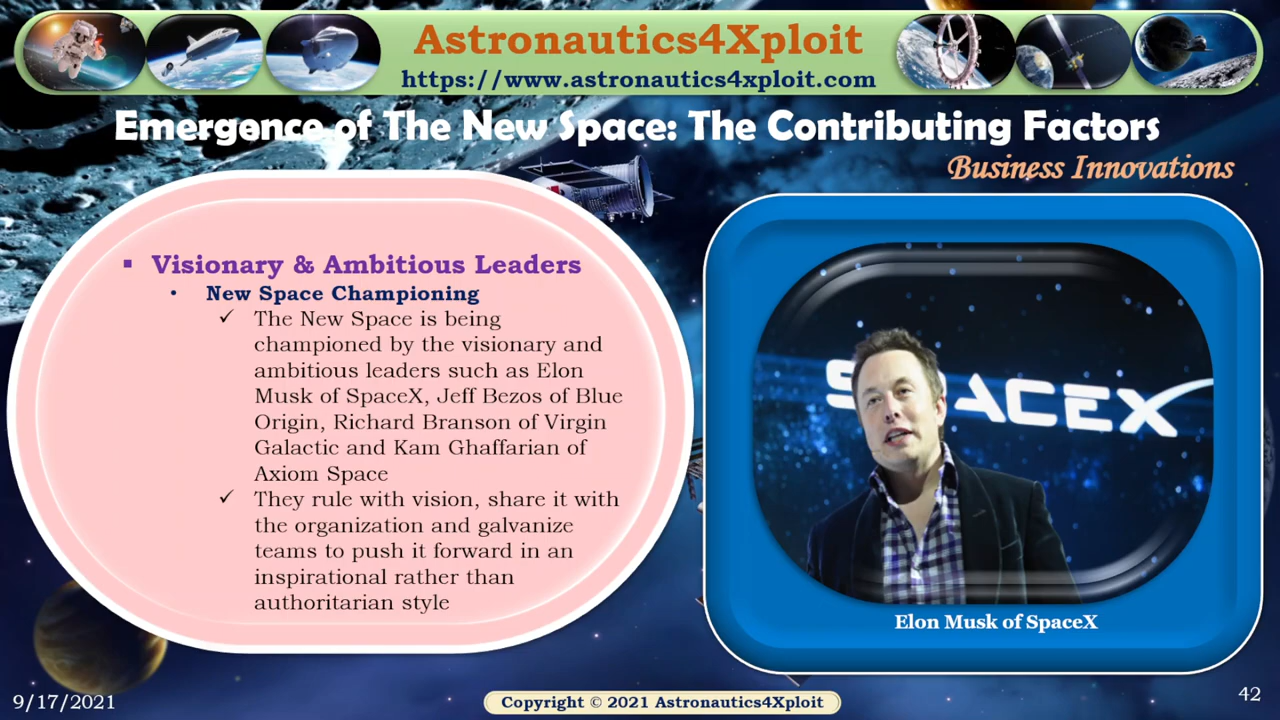 Astronautics4Xploit
https://www.astronautics4xploit.com
Emergence of The New Space: The Contributing Factors
Business Innovations
▪ Visionary & Ambitious Leaders
• New Space Championing
✓ The New Space is being
championed by the visionary and
ambitious leaders such as Elon
Musk of SpaceX, Jeff Bezos of Blue
Origin, Richard Branson of Virgin
Galactic and Kam Ghaffarian of
Axiom Space
✓ They rule with vision, share it with
the organization and galvanize
teams to push it forward in an
inspirational rather than
authoritarian style
SPACEX
Elon Musk of SpaceX
9/17/2021
Copyright © 2021 Astronautics4Xploit
42